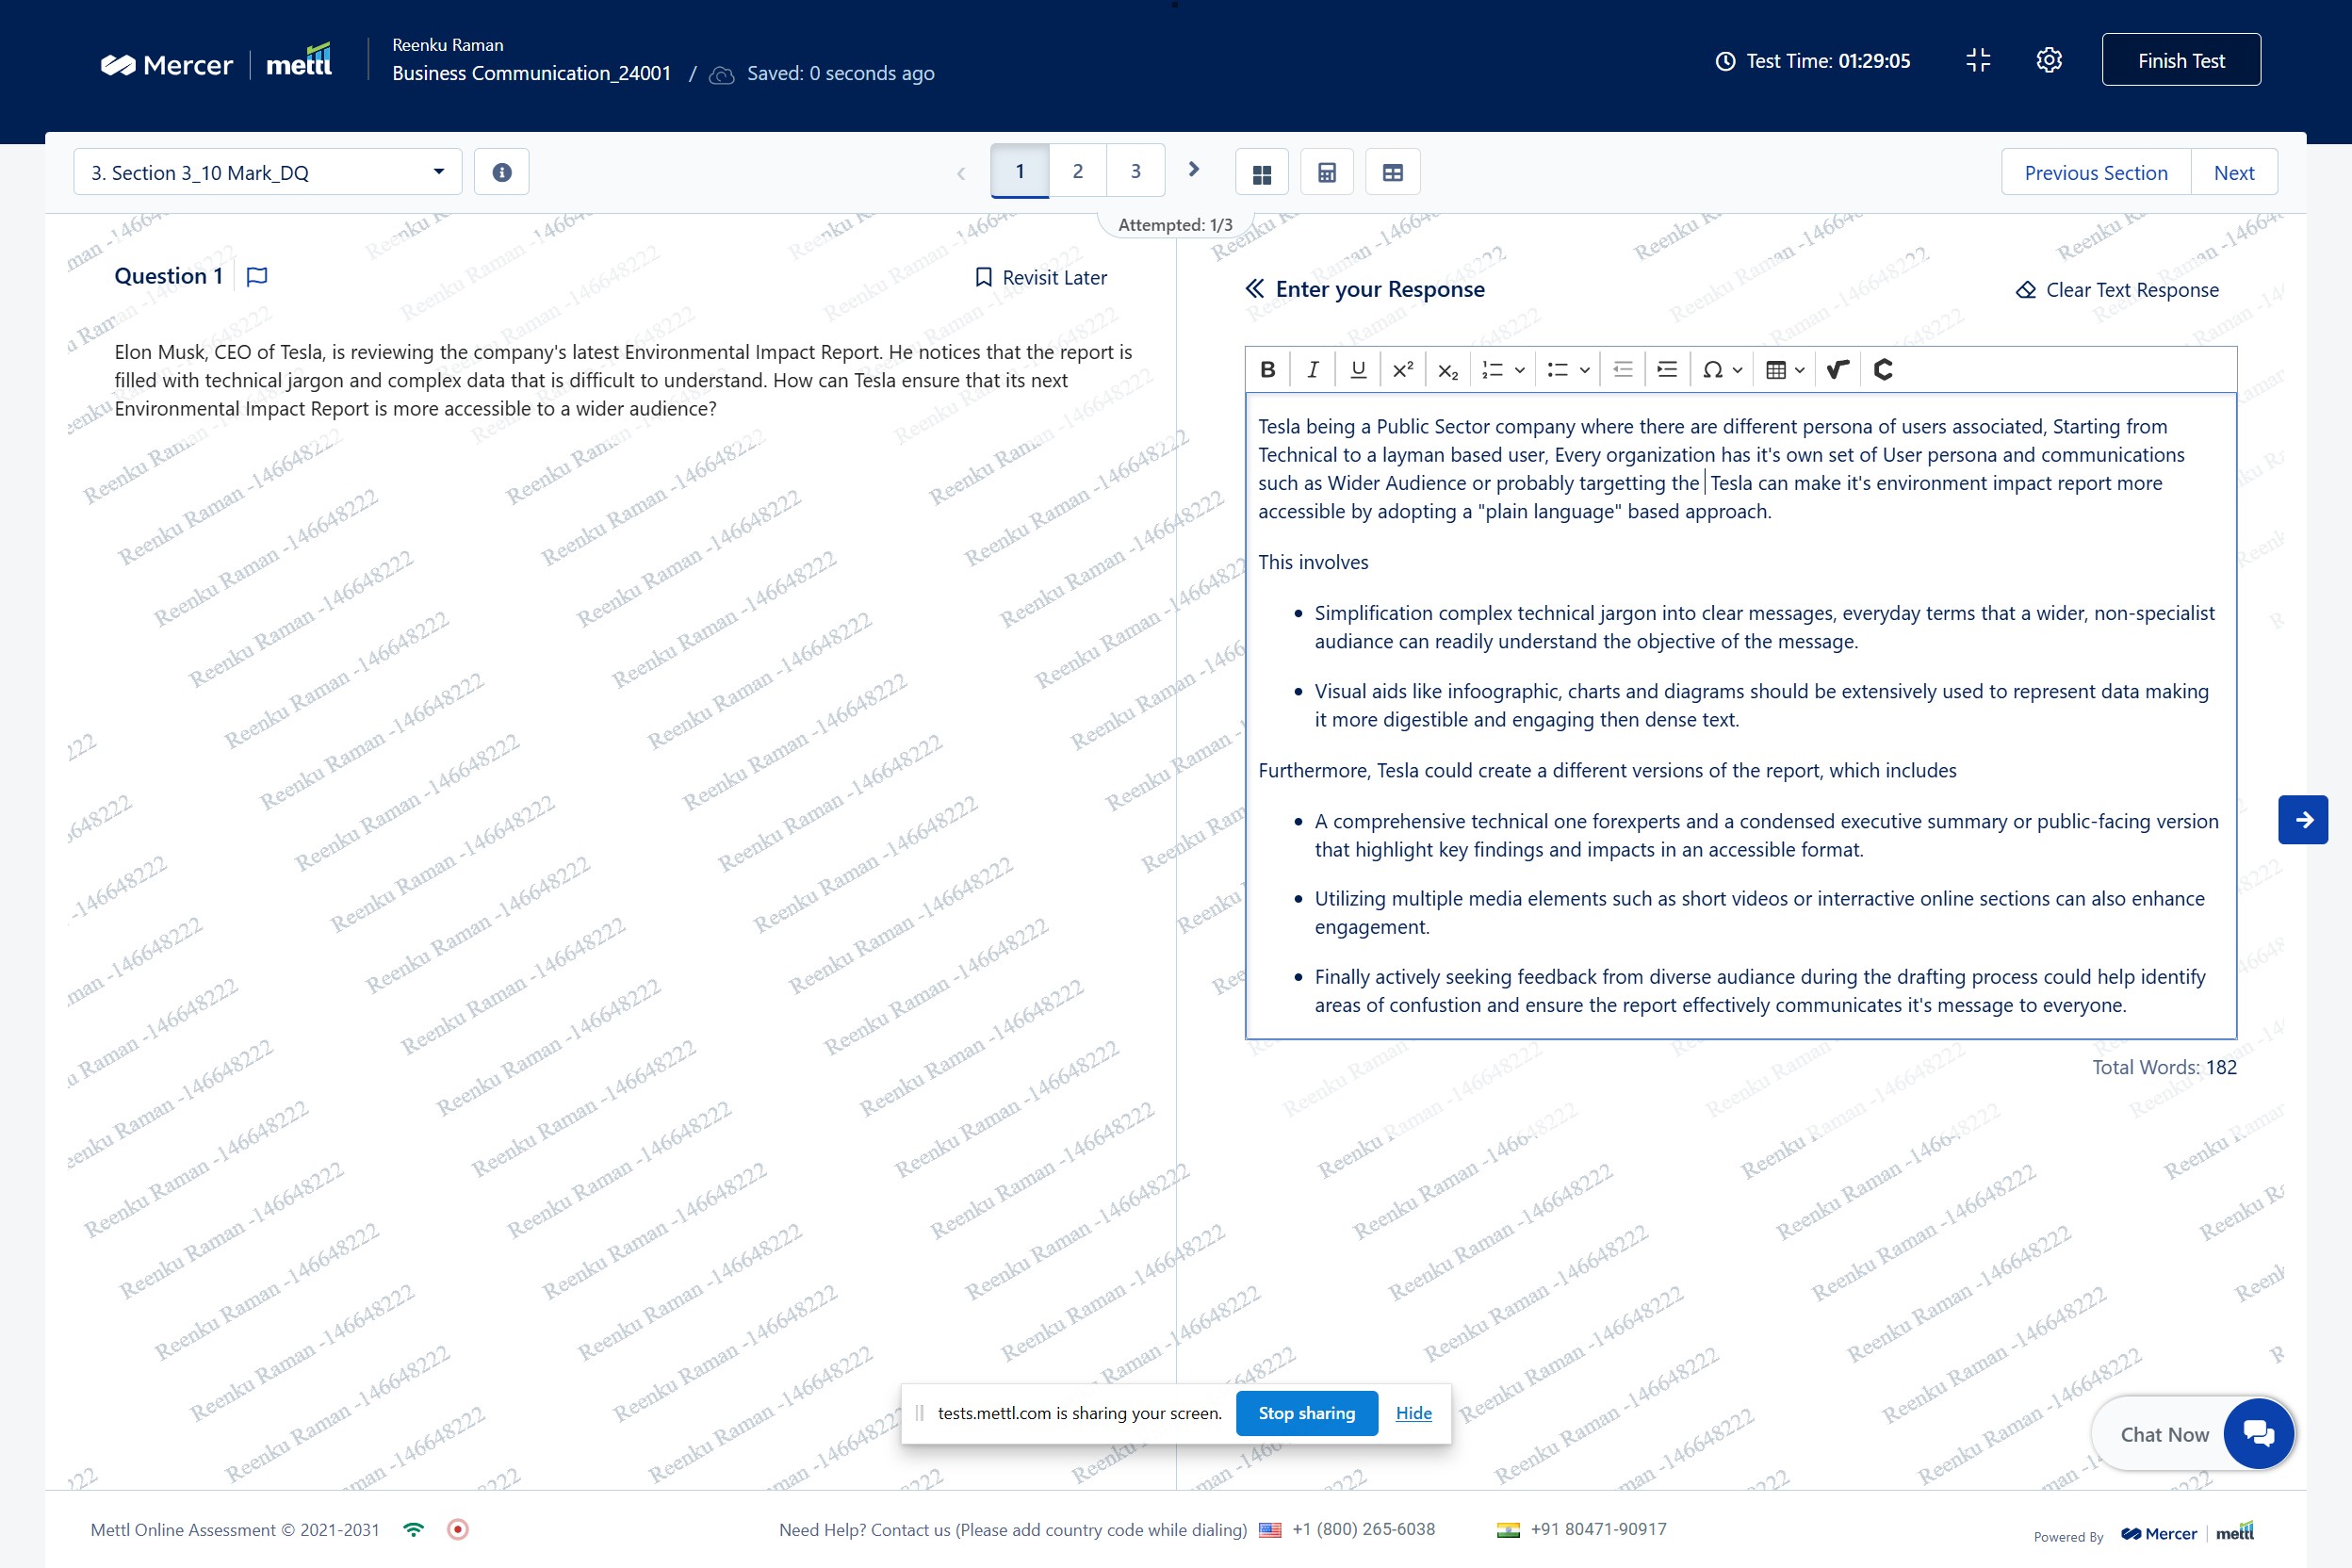 Mercer | mettl
Reenku Raman
Business Communication_24001 / Saved: 0 seconds ago
Test Time: 01:29:05
Finish Test
3. Section 3_10 Mark_DQ
1 2 3
Previous Section
Next
Attempted: 1/3
Question 1
Revisit Later
Elon Musk, CEO of Tesla, is reviewing the company's latest Environmental Impact Report. He notices that the report is
filled with technical jargon and complex data that is difficult to understand. How can Tesla ensure that its next
Environmental Impact Report is more accessible to a wider audience?
Enter your Response
Clear Text Response
Tesla being a Public Sector company where there are different persona of users associated, Starting from
Technical to a layman based user, Every organization has it's own set of User persona and communications
such as Wider Audience or probably targetting the Tesla can make it's environment impact report more
accessible by adopting a "plain language" based approach.
This involves
• Simplification complex technical jargon into clear messages, everyday terms that a wider, non-specialist
audiance can readily understand the objective of the message.
• Visual aids like infoographic, charts and diagrams should be extensively used to represent data making
it more digestible and engaging then dense text.
Furthermore, Tesla could create a different versions of the report, which includes
• A comprehensive technical one forexperts and a condensed executive summary or public-facing version
that highlight key findings and impacts in an accessible format.
• Utilizing multiple media elements such as short videos or interractive online sections can also enhance
engagement.
• Finally actively seeking feedback from diverse audiance during the drafting process could help identify
areas of confustion and ensure the report effectively communicates it's message to everyone.
Total Words: 182
Reenku Raman -146648222
tests.mettl.com is sharing your screen.
Stop sharing
Hide
Chat Now
Mettl Online Assessment © 2021-2031
Need Help? Contact us (Please add country code while dialing) +1 (800) 265-6038 +91 80471-90917
Powered By Mercer | mettl